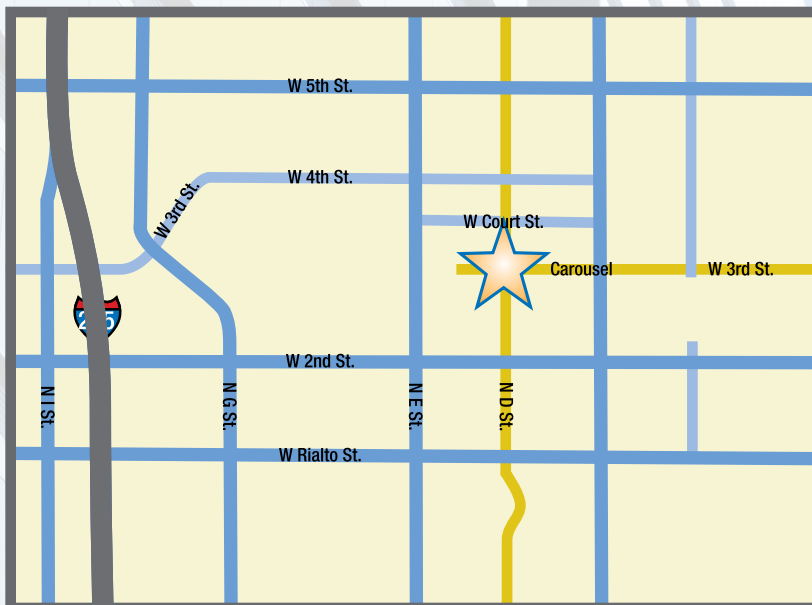 W 5th St.
W 4th St.
W 3rd St.
W Court St.
Carousel
W 3rd St.
W 2nd St.
N I St.
N G St.
N E St.
N D St.
W Rialto St.